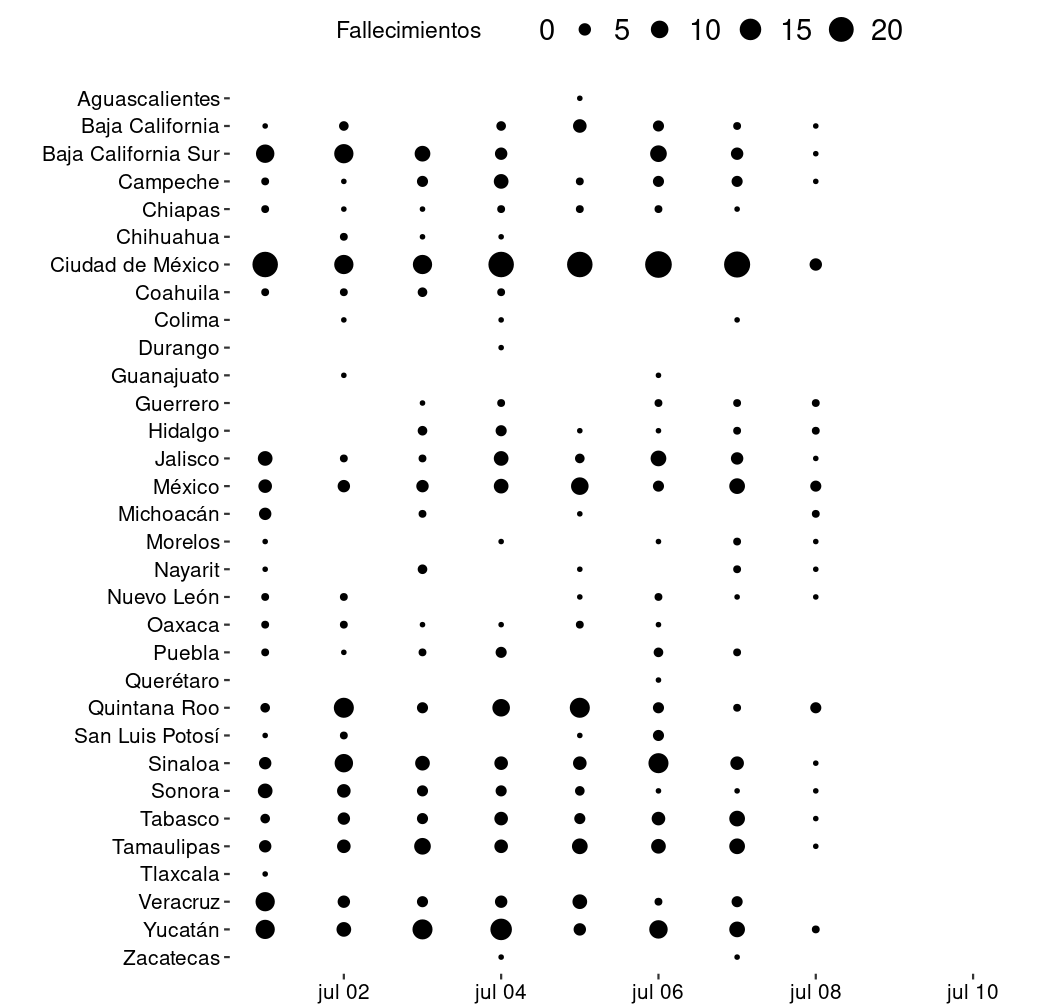 Fallecimientos 0 5 10 15 20
Aguascalientes
Baja California
Baja California Sur
Campeche
Chiapas
Chihuahua
Ciudad de México
Coahuila
Colima
Durango
Guanajuato
Guerrero
Hidalgo
Jalisco
México
Michoacán
Morelos
Nayarit
Nuevo León
Oaxaca
Puebla
Querétaro
Quintana Roo
San Luis Potosí
Sinaloa
Sonora
Tabasco
Tamaulipas
Tlaxcala
Veracruz
Yucatán
Zacatecas
jul 02 jul 04 jul 06 jul 08 jul 10